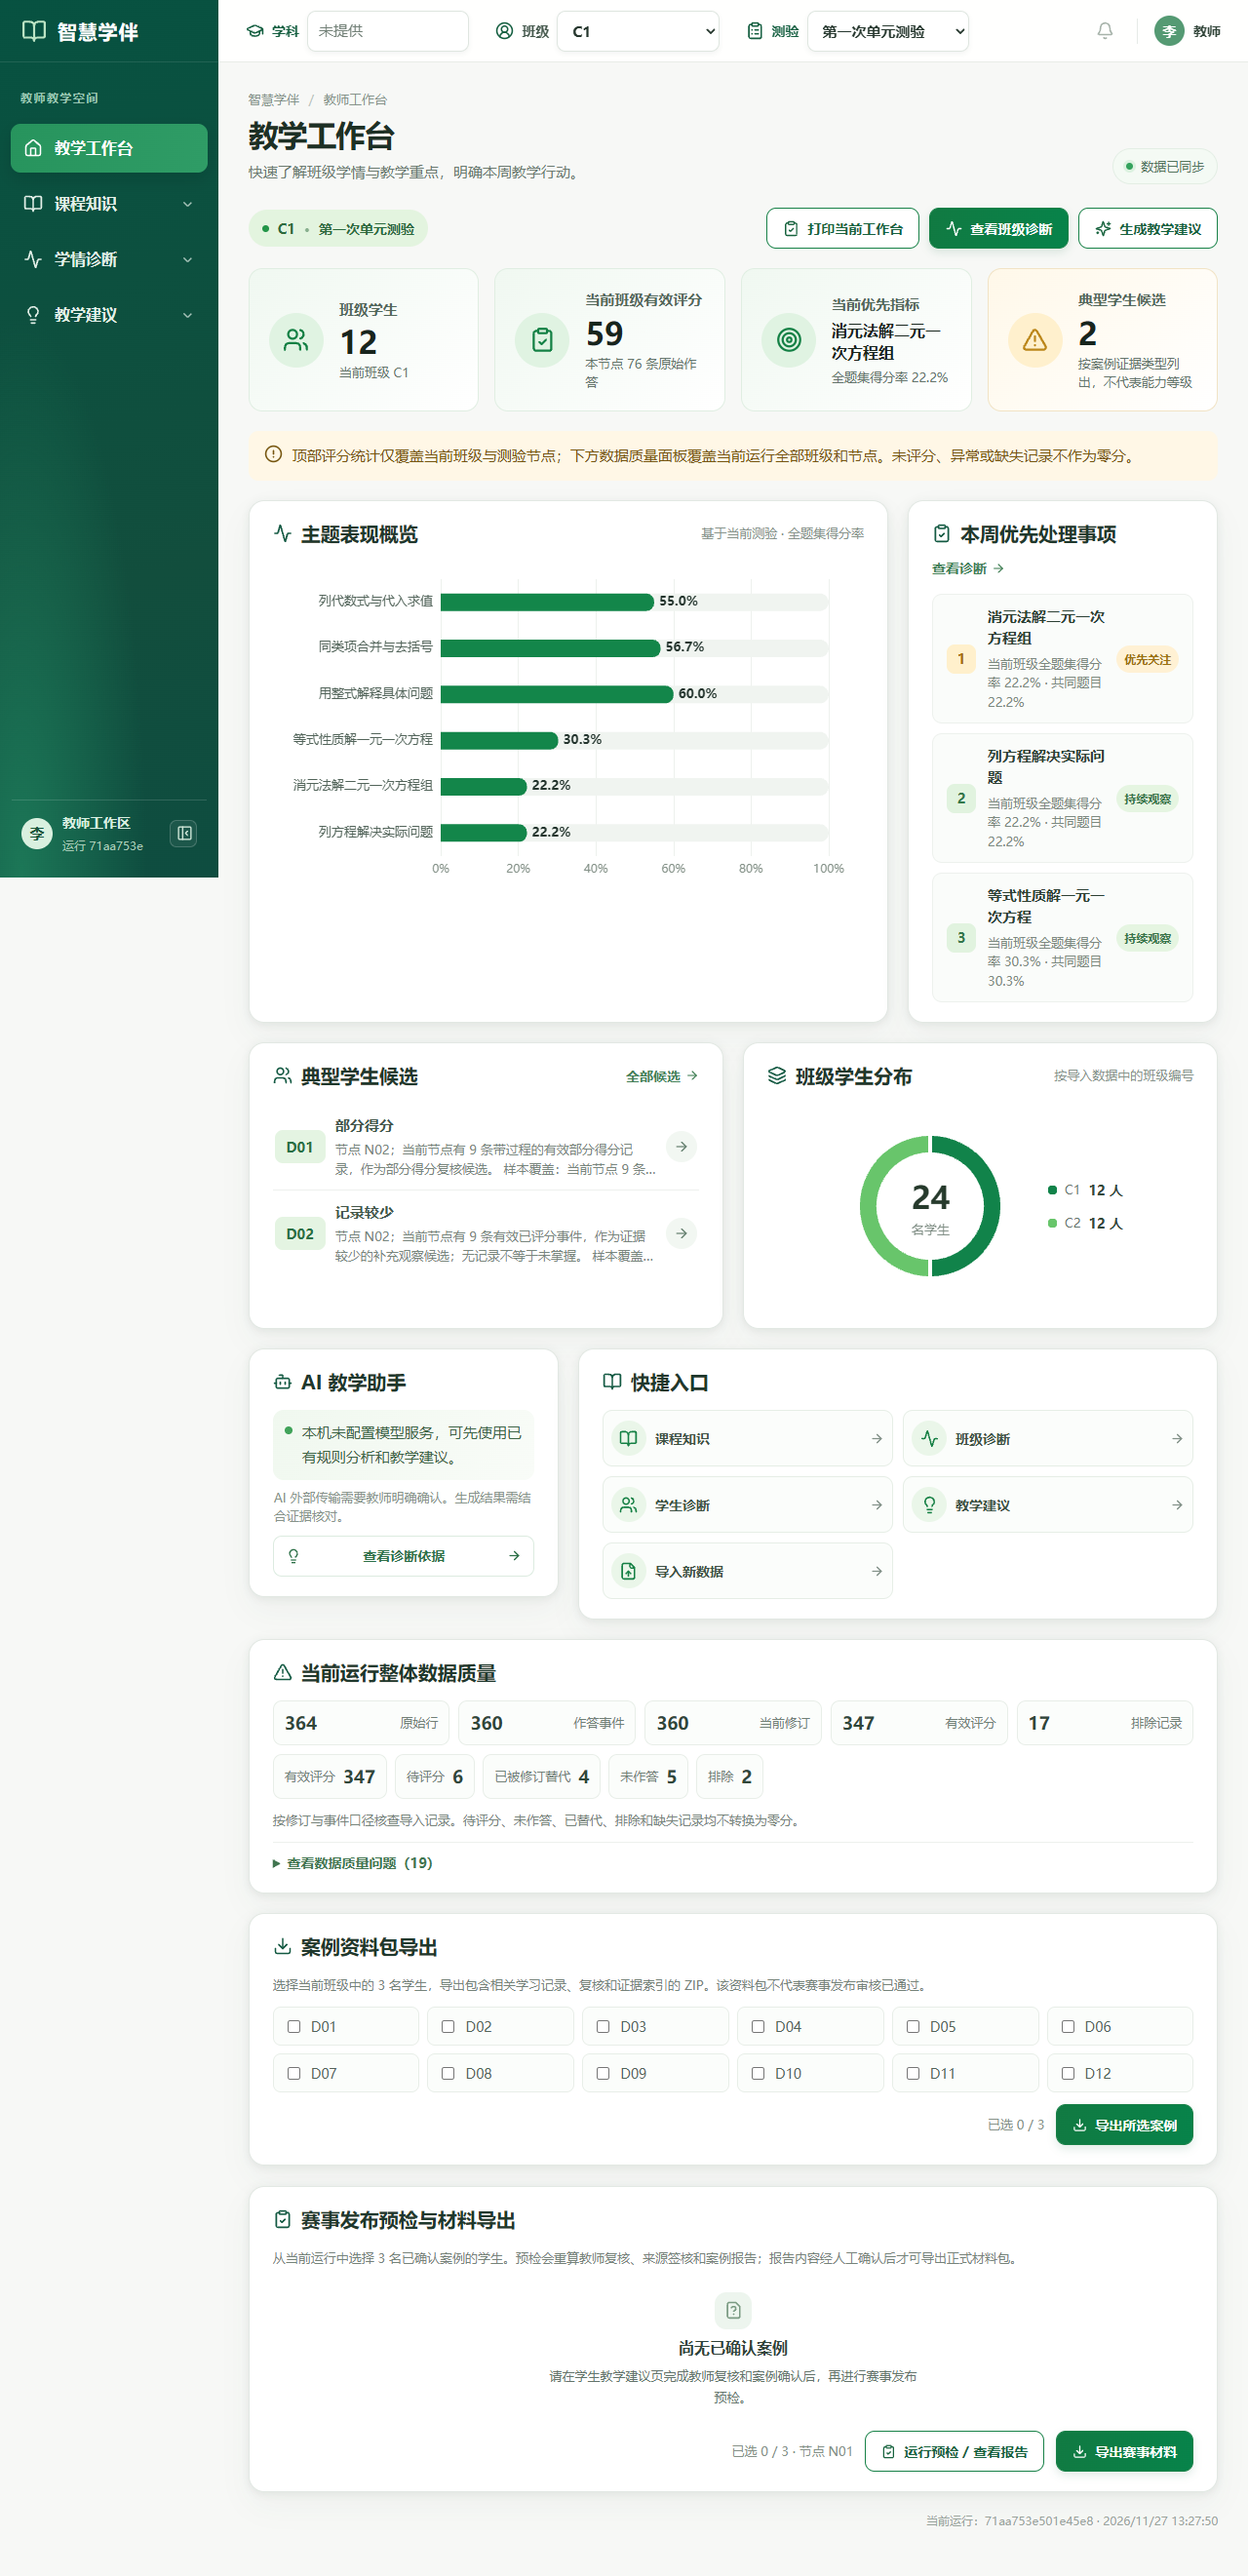 智慧学伴
教师教学空间
教学工作台
课程知识
学情诊断
教学建议
李
教师工作区
运行 71aa753e
学科
未提供
班级
C1
测验
第一次单元测验
李
教师
智慧学伴 / 教师工作台
教学工作台
快速了解班级学情与教学重点，明确本周教学行动。
数据已同步
C1 • 第一次单元测验
打印当前工作台
查看班级诊断
生成教学建议
班级学生
12
当前班级 C1
当前班级有效评分
59
本节点 76 条原始作
答
当前优先指标
消元法解二元一
次方程组
全题集得分率 22.2%
典型学生候选
2
按案例证据类型列
出，不代表能力等级
顶部评分统计仅覆盖当前班级与测验节点；下方数据质量面板覆盖当前运行全部班级和节点。未评分、异常或缺失记录不作为零分。
主题表现概览
基于当前测验 · 全题集得分率
列代数式与代入求值
55.0%
同类项合并与去括号
56.7%
用整式解释具体问题
60.0%
等式性质解一元一次方程
30.3%
消元法解二元一次方程组
22.2%
列方程解决实际问题
22.2%
0%
20%
40%
60%
80%
100%
本周优先处理事项
查看诊断
1
消元法解二元一次
方程组
当前班级全题集得分
率 22.2% · 共同题目
22.2%
优先关注
2
列方程解决实际问
题
当前班级全题集得分
率 22.2% · 共同题目
22.2%
持续观察
3
等式性质解一元一
次方程
当前班级全题集得分
率 30.3% · 共同题目
30.3%
持续观察
典型学生候选
全部候选
D01
部分得分
节点 N02；当前节点有 9 条带过程的有效部分得分记
录，作为部分得分复核候选。 样本覆盖：当前节点 9 条…
D02
记录较少
节点 N02；当前节点有 9 条有效已评分事件，作为证据
较少的补充观察候选；无记录不等于未掌握。 样本覆盖…
班级学生分布
按导入数据中的班级编号
24
名学生
C1 12 人
C2 12 人
AI 教学助手
本机未配置模型服务，可先使用已
有规则分析和教学建议。
AI 外部传输需要教师明确确认。生成结果需结
合证据核对。
查看诊断依据
快捷入口
课程知识
班级诊断
学生诊断
教学建议
导入新数据
当前运行整体数据质量
364 原始行
360 作答事件
360 当前修订
347 有效评分
17 排除记录
有效评分 347
待评分 6
已被修订替代 4
未作答 5
排除 2
按修订与事件口径核查导入记录。待评分、未作答、已替代、排除和缺失记录均不转换为零分。
查看数据质量问题（19）
案例资料包导出
选择当前班级中的 3 名学生，导出包含相关学习记录、复核和证据索引的 ZIP。该资料包不代表赛事发布审核已通过。
D01
D02
D03
D04
D05
D06
D07
D08
D09
D10
D11
D12
已选 0 / 3
导出所选案例
赛事发布预检与材料导出
从当前运行中选择 3 名已确认案例的学生。预检会重算教师复核、来源签核和案例报告；报告内容经人工确认后才可导出正式材料包。
尚无已确认案例
请在学生教学建议页完成教师复核和案例确认后，再进行赛事发布
预检。
已选 0 / 3 · 节点 N01
运行预检 / 查看报告
导出赛事材料
当前运行：71aa753e501e45e8 · 2026/11/27 13:27:50